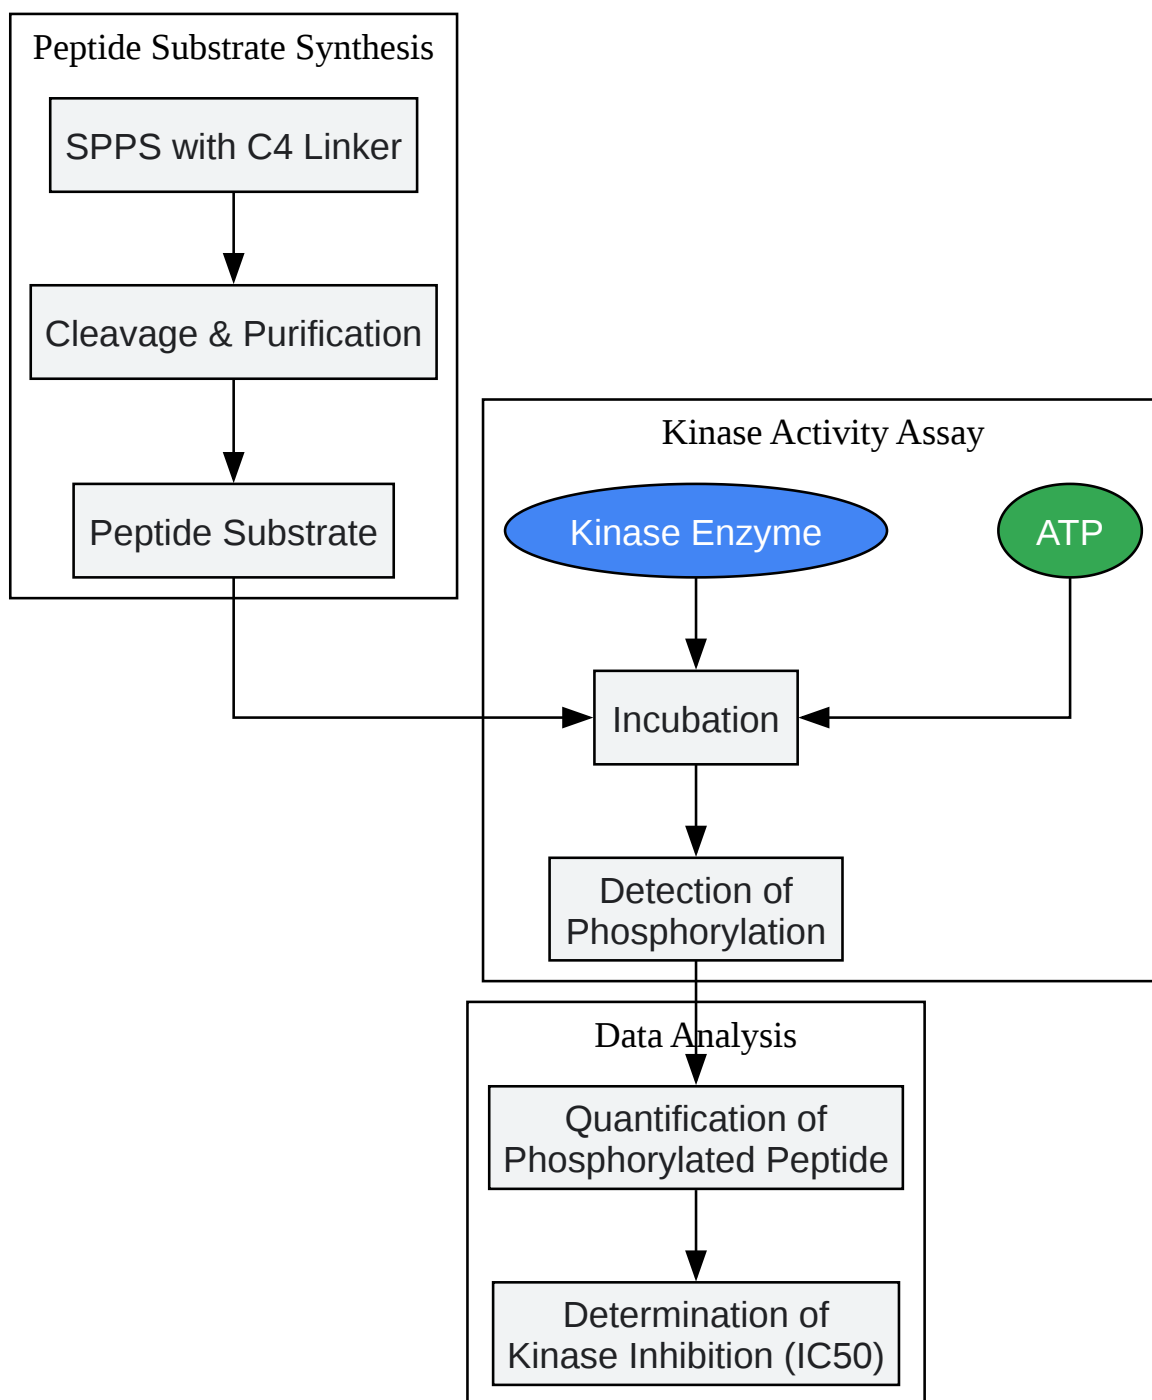 Peptide Substrate Synthesis
SPPS with C4 Linker
Cleavage & Purification
Peptide Substrate
Kinase Activity Assay
Kinase Enzyme
ATP
Incubation
Detection of
Phosphorylation
Data Analysis
Quantification of
Phosphorylated Peptide
Determination of
Kinase Inhibition (IC50)